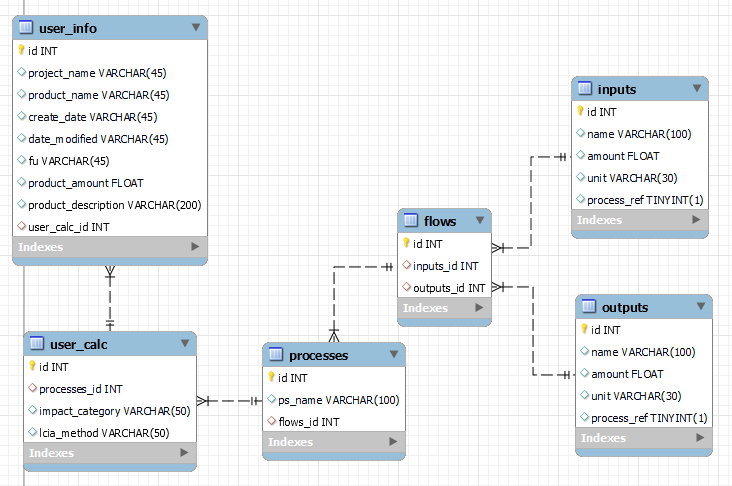 user_info
id INT
project_name VARCHAR(45)
product_name VARCHAR(45)
create_date VARCHAR(45)
date_modified VARCHAR(45)
fu VARCHAR(45)
product_amount FLOAT
product_description VARCHAR(200)
user_calc_id INT
Indexes
user_calc
id INT
processes_id INT
impact_category VARCHAR(50)
lcia_method VARCHAR(50)
Indexes
processes
id INT
ps_name VARCHAR(100)
flows_id INT
Indexes
flows
id INT
inputs_id INT
outputs_id INT
Indexes
inputs
id INT
name VARCHAR(100)
amount FLOAT
unit VARCHAR(30)
process_ref TINYINT(1)
Indexes
outputs
id INT
name VARCHAR(100)
amount FLOAT
unit VARCHAR(30)
process_ref TINYINT(1)
Indexes